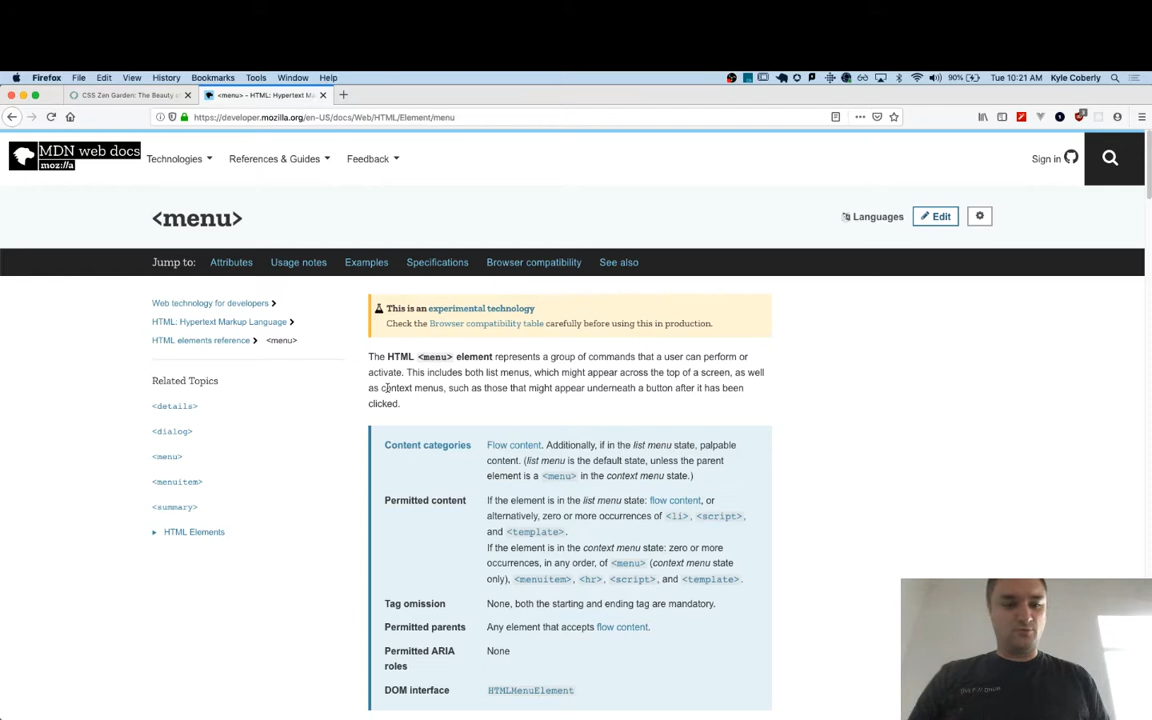 Firefox File Edit View History Bookmarks Tools Window Help 90% Tue 10:21 AM Kyle Coberly
CSS Zen Garden: The Beauty o <menu> - HTML: Hypertext Ma
https://developer.mozilla.org/en-US/docs/Web/HTML/Element/menu
MDN web docs
moz://a
Technologies References & Guides Feedback Sign in
<menu>
Languages Edit
Jump to: Attributes Usage notes Examples Specifications Browser compatibility See also
Web technology for developers
HTML: Hypertext Markup Language
HTML elements reference <menu>
Related Topics
<details>
<dialog>
<menu>
<menuitem>
<summary>
HTML Elements
This is an experimental technology
Check the Browser compatibility table carefully before using this in production.
The HTML <menu> element represents a group of commands that a user can perform or
activate. This includes both list menus, which might appear across the top of a screen, as well
as context menus, such as those that might appear underneath a button after it has been
clicked.
Content categories
Flow content. Additionally, if in the list menu state, palpable
content. (list menu is the default state, unless the parent
element is a <menu> in the context menu state.)
Permitted content
If the element is in the list menu state: flow content, or
alternatively, zero or more occurrences of <li>, <script>,
and <template>.
If the element is in the context menu state: zero or more
occurrences, in any order, of <menu> (context menu state
only), <menuitem>, <hr>, <script>, and <template>.
Tag omission
None, both the starting and ending tag are mandatory.
Permitted parents
Any element that accepts flow content.
Permitted ARIA
roles
None
DOM interface
HTMLMenuElement